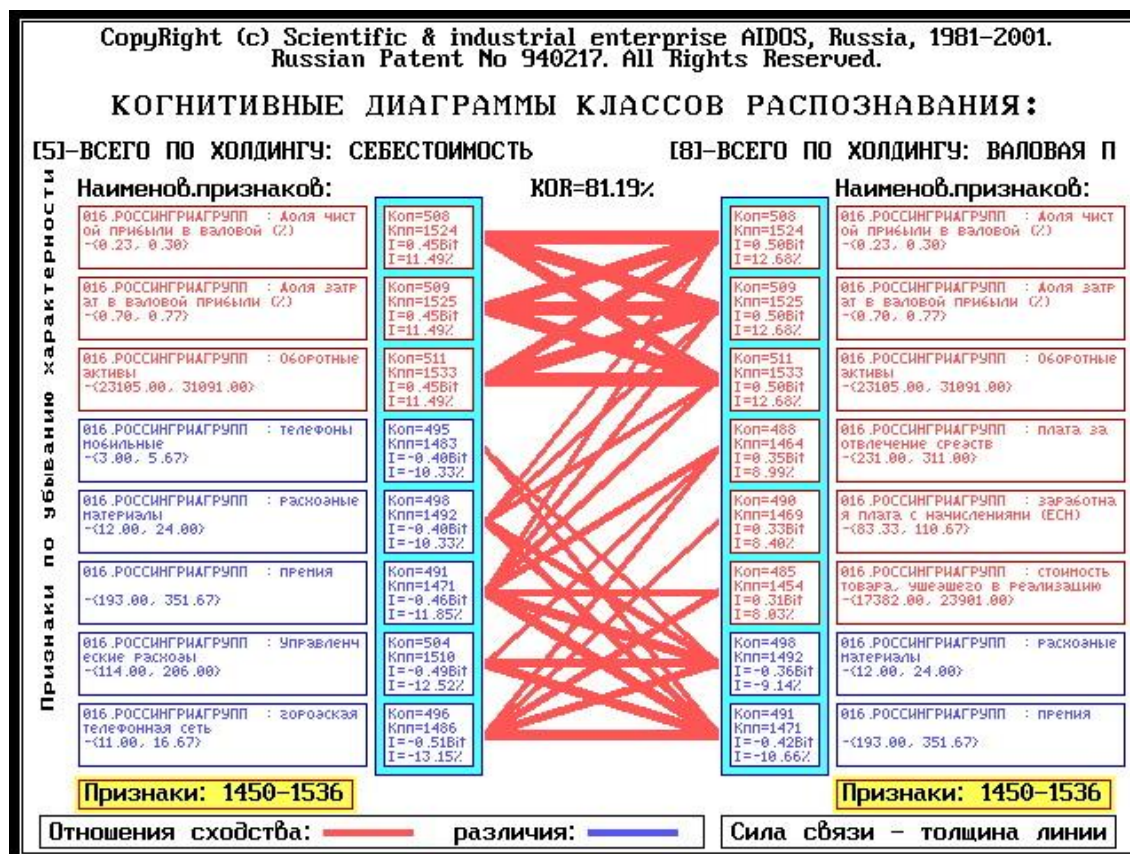 CopyRight (c) Scientific & industrial enterprise AIDOS, Russia, 1981-2001.
Russian Patent No 940217. All Rights Reserved.
КОГНИТИВНЫЕ ДИАГРАММЫ КЛАССОВ РАСПОЗНАВАНИЯ:
[5]-ВСЕГО ПО ХОЛДИНГУ: СЕБЕСТОИМОСТЬ
[8]-ВСЕГО ПО ХОЛДИНГУ: ВАЛОВАЯ П
Признаки по убыванию характерности
Наименов.признаков:
KOR=81.19%
Наименов.признаков:
016.РОССИНГРИАГРУПП : доля чист
ой прибыли в валовой (%)
-{0.23, 0.30}
Коп=508
Кпп=1524
I=0.45Bit
I=11.49%
016.РОССИНГРИАГРУПП : доля затр
ат в валовой прибыли (%)
-{0.70, 0.77}
Коп=509
Кпп=1525
I=0.45Bit
I=11.49%
016.РОССИНГРИАГРУПП : Оборотные
активы
-{23105.00, 31091.00}
Коп=511
Кпп=1533
I=0.45Bit
I=11.49%
016.РОССИНГРИАГРУПП : телефоны
мобильные
-{3.00, 5.67}
Коп=495
Кпп=1483
I=-0.40Bit
I=-10.33%
016.РОССИНГРИАГРУПП : расходные
материалы
-{12.00, 24.00}
Коп=498
Кпп=1492
I=-0.40Bit
I=-10.33%
016.РОССИНГРИАГРУПП : премия
-{193.00, 351.67}
Коп=491
Кпп=1471
I=-0.46Bit
I=-11.85%
016.РОССИНГРИАГРУПП : Управленч
еские расходы
-{114.00, 206.00}
Коп=504
Кпп=1510
I=-0.49Bit
I=-12.52%
016.РОССИНГРИАГРУПП : городская
телефонная сеть
-{11.00, 16.67}
Коп=496
Кпп=1486
I=-0.51Bit
I=-13.15%
Коп=508
Кпп=1524
I=0.50Bit
I=12.68%
016.РОССИНГРИАГРУПП : доля чист
ой прибыли в валовой (%)
-{0.23, 0.30}
Коп=509
Кпп=1525
I=0.50Bit
I=12.68%
016.РОССИНГРИАГРУПП : доля затр
ат в валовой прибыли (%)
-{0.70, 0.77}
Коп=511
Кпп=1533
I=0.50Bit
I=12.68%
016.РОССИНГРИАГРУПП : Оборотные
активы
-{23105.00, 31091.00}
Коп=488
Кпп=1464
I=0.35Bit
I=8.99%
016.РОССИНГРИАГРУПП : плата за
отвлечение средств
-{231.00, 311.00}
Коп=490
Кпп=1469
I=0.33Bit
I=8.40%
016.РОССИНГРИАГРУПП : заработна
я плата с начислениями (ЕСН)
-{83.33, 110.67}
Коп=485
Кпп=1454
I=0.31Bit
I=8.03%
016.РОССИНГРИАГРУПП : стоимость
товара, ушедшего в реализацию
-{17382.00, 23901.00}
Коп=498
Кпп=1492
I=-0.36Bit
I=-9.14%
016.РОССИНГРИАГРУПП : расходные
материалы
-{12.00, 24.00}
Коп=491
Кпп=1471
I=-0.42Bit
I=-10.66%
016.РОССИНГРИАГРУПП : премия
-{193.00, 351.67}
Признаки: 1450-1536
Признаки: 1450-1536
Отношения сходства: различия:
Сила связи - толщина линии